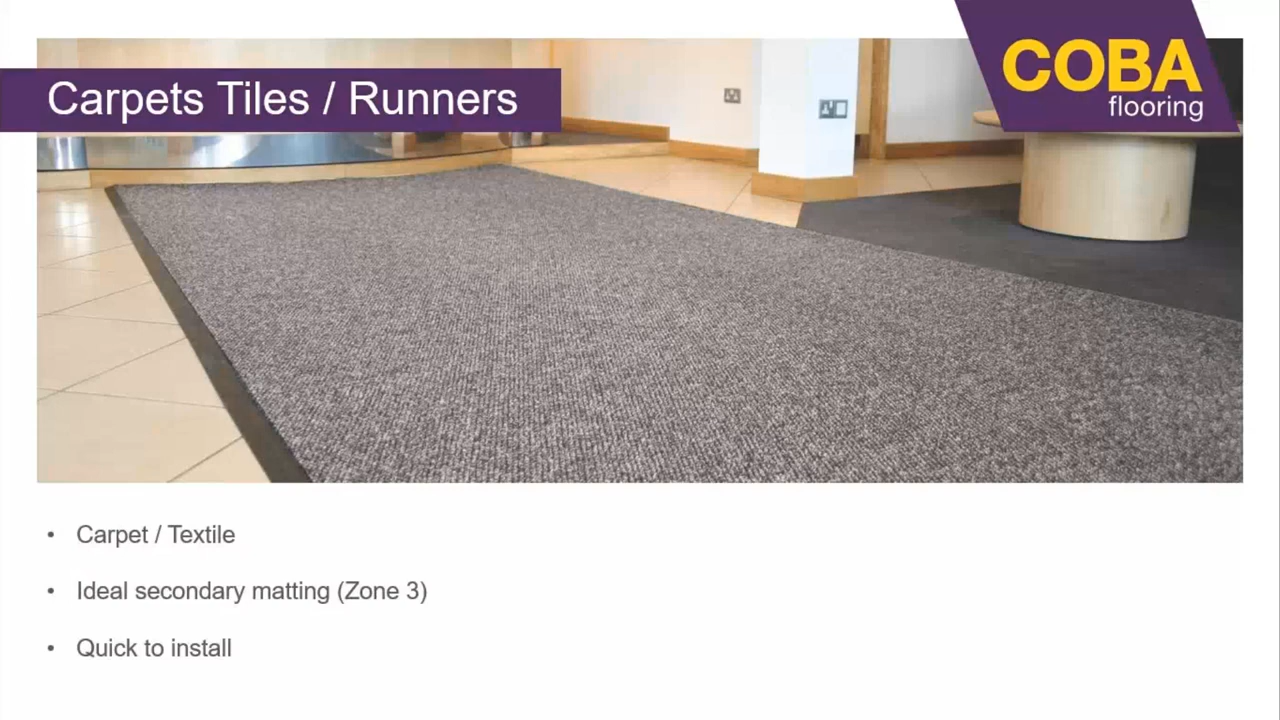 Carpets Tiles / Runners
COBA
flooring
• Carpet / Textile
• Ideal secondary matting (Zone 3)
• Quick to install